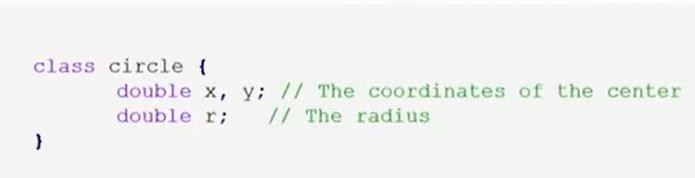 class circle {
double x, y; // The coordinates of the center
double r; // The radius
}